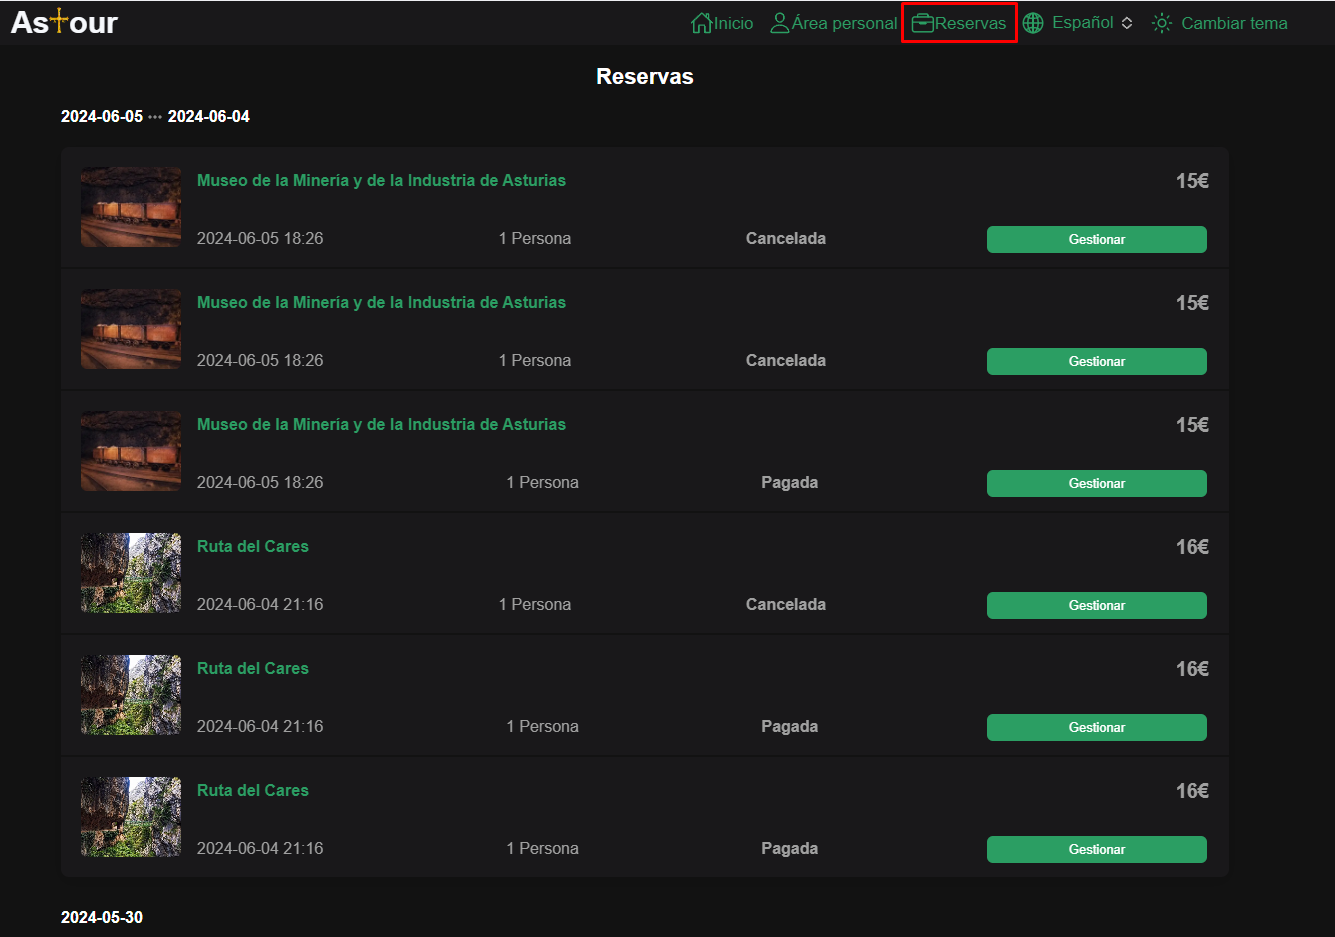 Astour
Inicio Área personal Reservas Español Cambiar tema
Reservas
2024-06-05 ··· 2024-06-04
Museo de la Minería y de la Industria de Asturias 15€
2024-06-05 18:26 1 Persona Cancelada Gestionar
Museo de la Minería y de la Industria de Asturias 15€
2024-06-05 18:26 1 Persona Cancelada Gestionar
Museo de la Minería y de la Industria de Asturias 15€
2024-06-05 18:26 1 Persona Pagada Gestionar
Ruta del Cares 16€
2024-06-04 21:16 1 Persona Cancelada Gestionar
Ruta del Cares 16€
2024-06-04 21:16 1 Persona Pagada Gestionar
Ruta del Cares 16€
2024-06-04 21:16 1 Persona Pagada Gestionar
2024-05-30